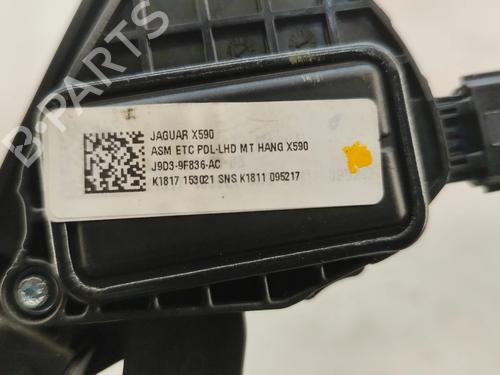 B-PARTS
JAGUAR X590
ASM ETC PDL-LHD MT HANG X590
J9D3-9F836-AC
K1817 153021 SNS K1811 095217